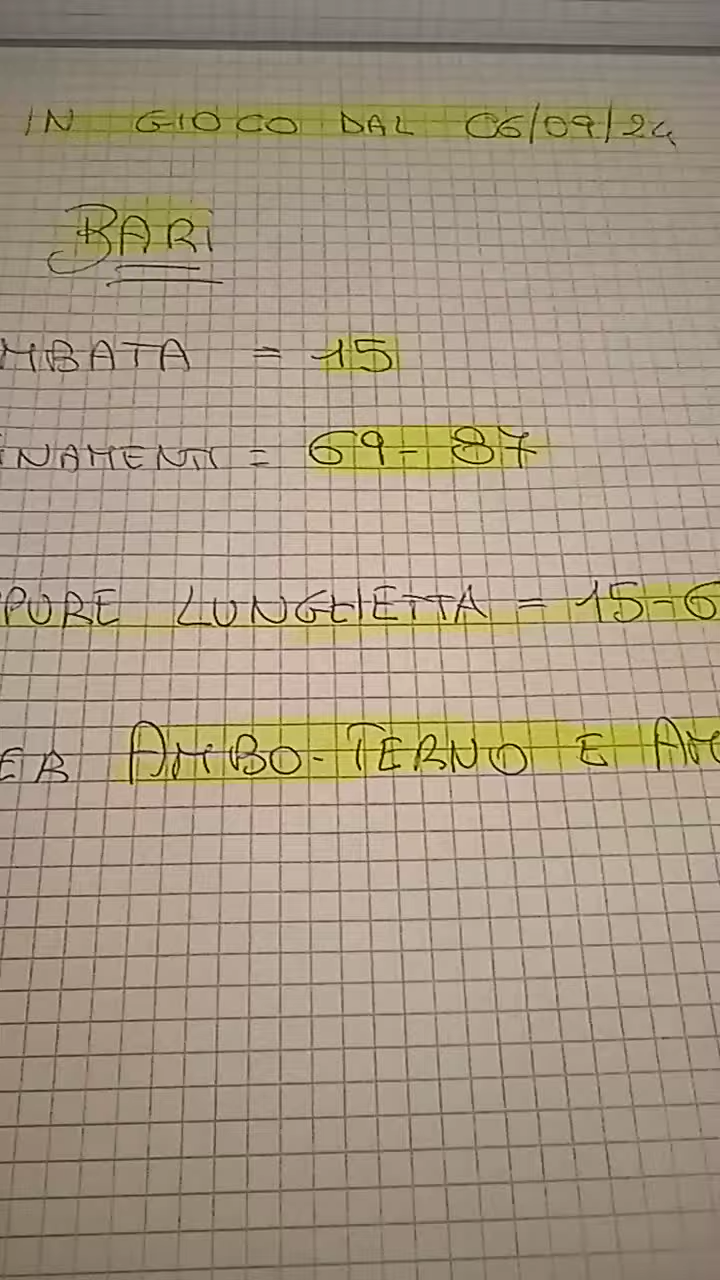 IN GIOCO DAL 06/09/24
BARI
MBATA = 15
INAMENTI = 69-87
PURE LUNGHETTA = 15-6
ER AMBO-TERNO E AM